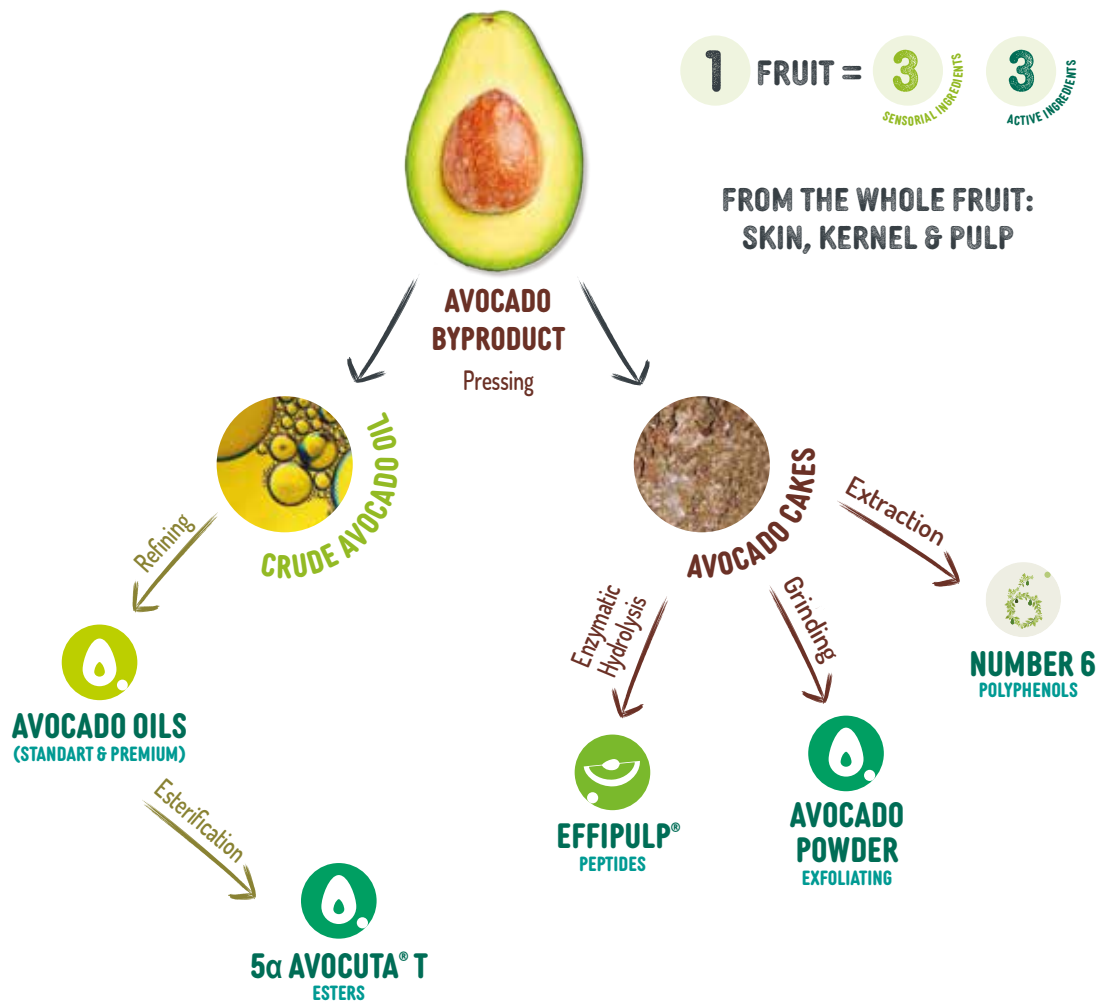 1 FRUIT = 3 3
SENSORIAL INGREDIENTS
ACTIVE INGREDIENTS
FROM THE WHOLE FRUIT:
SKIN, KERNEL & PULP
AVOCADO
BYPRODUCT
Pressing
CRUDE AVOCADO OIL
AVOCADO CAKES
Refining
Extraction
Enzymatic
Hydrolysis
Grinding
6
NUMBER 6
POLYPHENOLS
AVOCADO OILS
(STANDART & PREMIUM)
Esterification
EFFIPULP®
PEPTIDES
AVOCADO
POWDER
EXFOLIATING
5α AVOCUTA® T
ESTERS